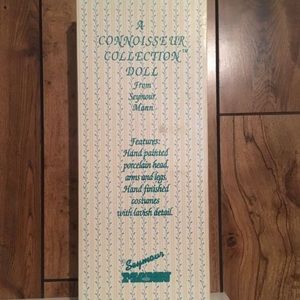 A
CONNOISSEUR
COLLECTION™
DOLL
From
Seymour
Mann
Features:
Hand painted
porcelain head,
arms and legs.
Hand finished
costumes
with lavish detail.
Seymour
MANN